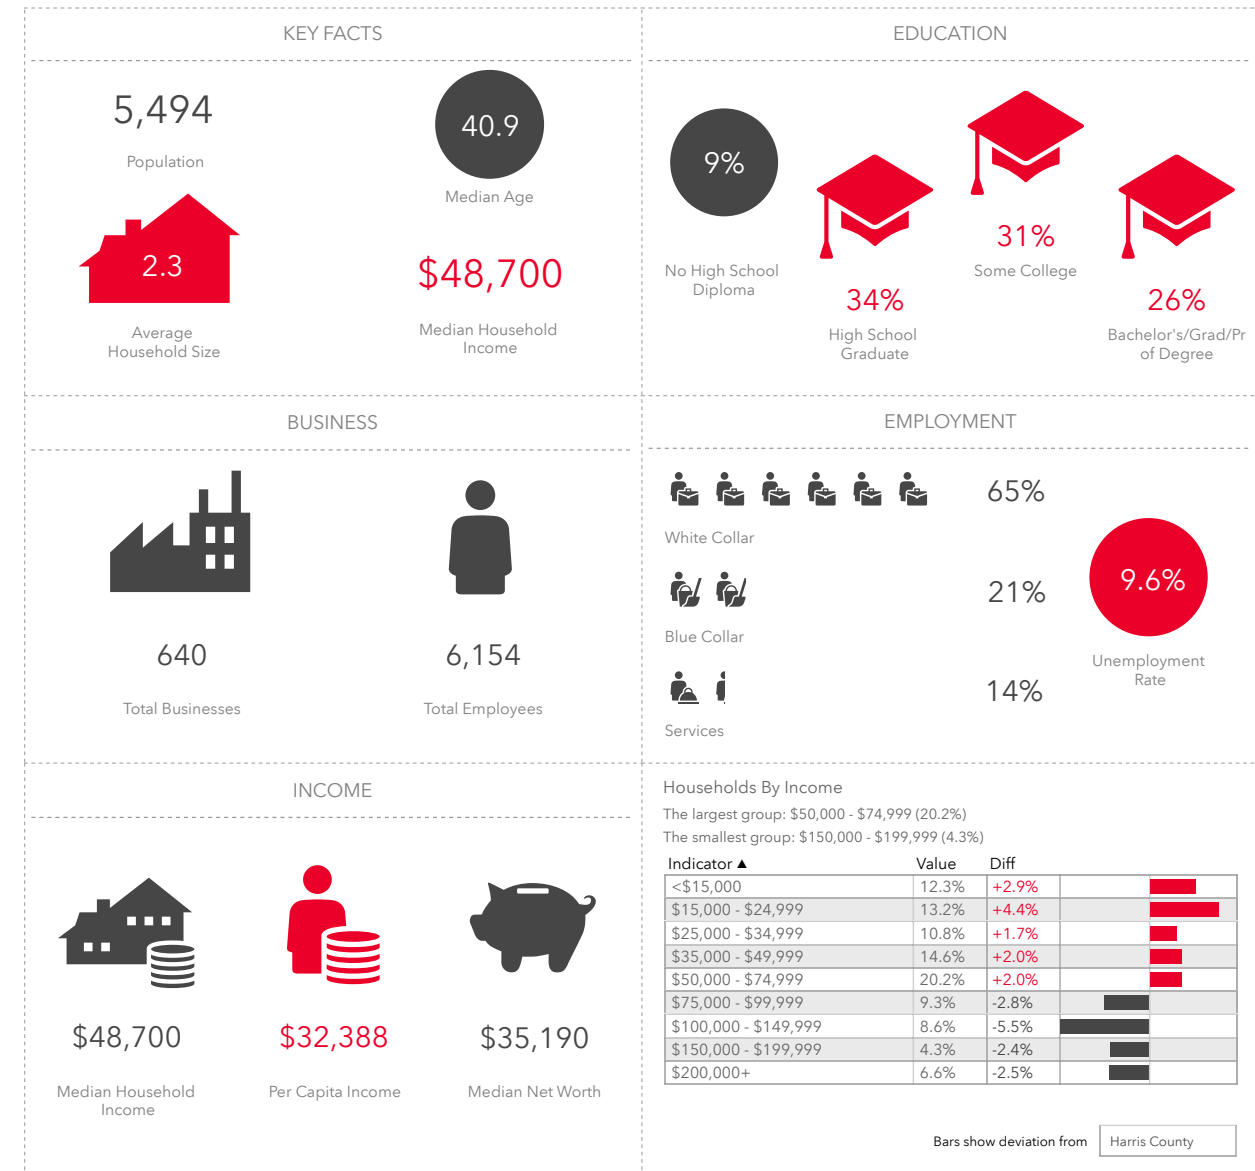 KEY FACTS
5,494
Population
40.9
Median Age
2.3
Average
Household Size
$48,700
Median Household
Income
EDUCATION
9%
No High School
Diploma
34%
High School
Graduate
31%
Some College
26%
Bachelor's/Grad/Pr
of Degree
BUSINESS
640
Total Businesses
6,154
Total Employees
EMPLOYMENT
65%
White Collar
21%
Blue Collar
14%
Services
9.6%
Unemployment
Rate
INCOME
$48,700
Median Household
Income
$32,388
Per Capita Income
$35,190
Median Net Worth
Households By Income
The largest group: $50,000 - $74,999 (20.2%)
The smallest group: $150,000 - $199,999 (4.3%)
Indicator ▲ Value Diff
<$15,000 12.3% +2.9%
$15,000 - $24,999 13.2% +4.4%
$25,000 - $34,999 10.8% +1.7%
$35,000 - $49,999 14.6% +2.0%
$50,000 - $74,999 20.2% +2.0%
$75,000 - $99,999 9.3% -2.8%
$100,000 - $149,999 8.6% -5.5%
$150,000 - $199,999 4.3% -2.4%
$200,000+ 6.6% -2.5%
Bars show deviation from Harris County